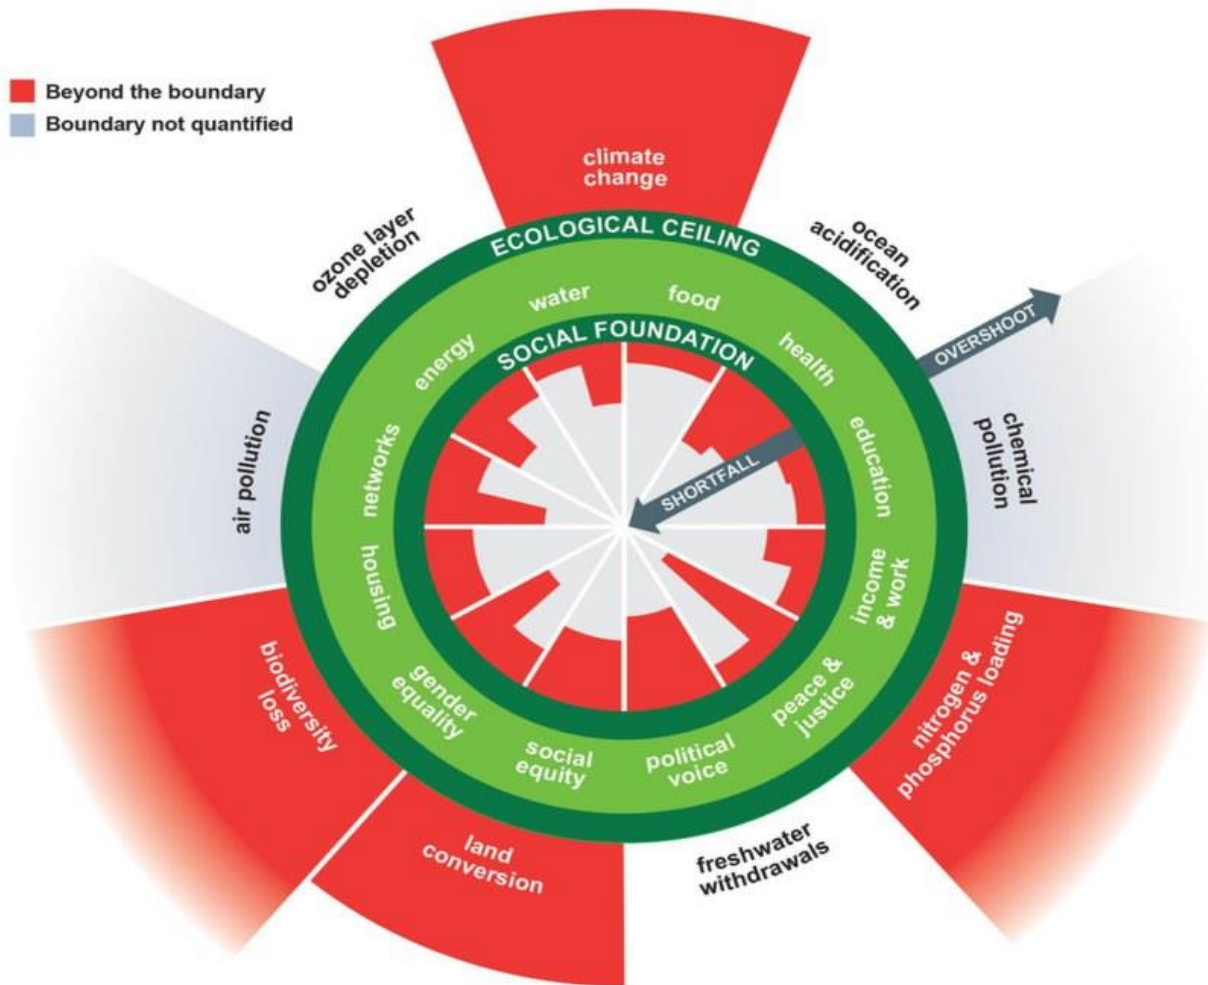 Beyond the boundary
Boundary not quantified
climate
change
ECOLOGICAL CEILING
ozone layer
depletion
ocean
acidification
water
food
SOCIAL FOUNDATION
energy
health
OVERSHOOT
networks
education
SHORTFALL
air pollution
chemical
pollution
housing
income
& work
biodiversity
loss
gender
equality
peace &
justice
nitrogen &
phosphorus loading
social
equity
political
voice
land
conversion
freshwater
withdrawals